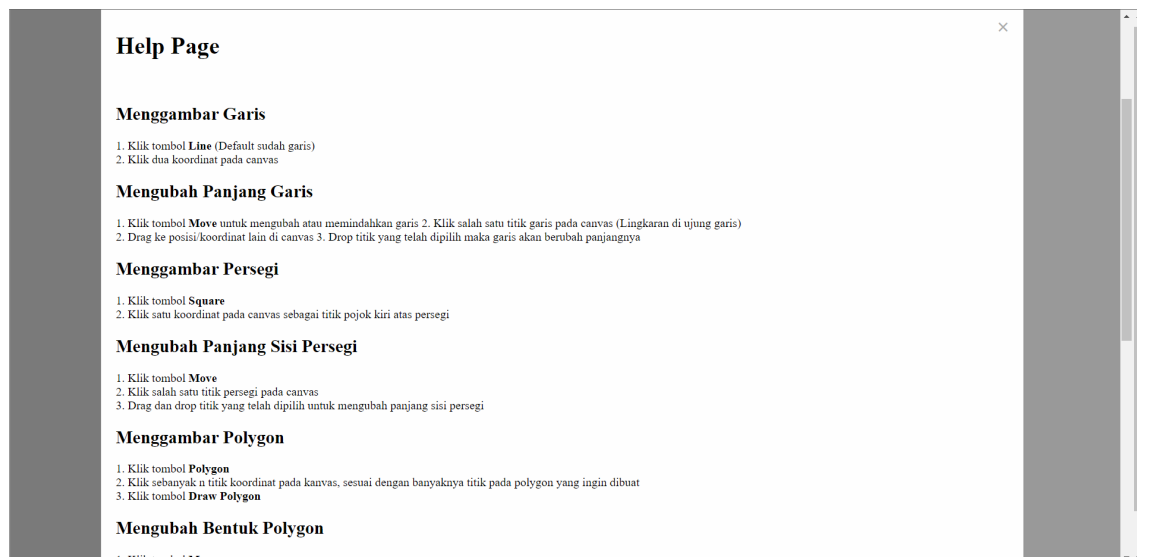 Help Page
Menggambar Garis
1. Klik tombol Line (Default sudah garis)
2. Klik dua koordinat pada canvas
Mengubah Panjang Garis
1. Klik tombol Move untuk mengubah atau memindahkan garis 2. Klik salah satu titik garis pada canvas (Lingkaran di ujung garis)
2. Drag ke posisi/koordinat lain di canvas 3. Drop titik yang telah dipilih maka garis akan berubah panjangnya
Menggambar Persegi
1. Klik tombol Square
2. Klik satu koordinat pada canvas sebagai titik pojok kiri atas persegi
Mengubah Panjang Sisi Persegi
1. Klik tombol Move
2. Klik salah satu titik persegi pada canvas
3. Drag dan drop titik yang telah dipilih untuk mengubah panjang sisi persegi
Menggambar Polygon
1. Klik tombol Polygon
2. Klik sebanyak n titik koordinat pada kanvas, sesuai dengan banyaknya titik pada polygon yang ingin dibuat
3. Klik tombol Draw Polygon
Mengubah Bentuk Polygon